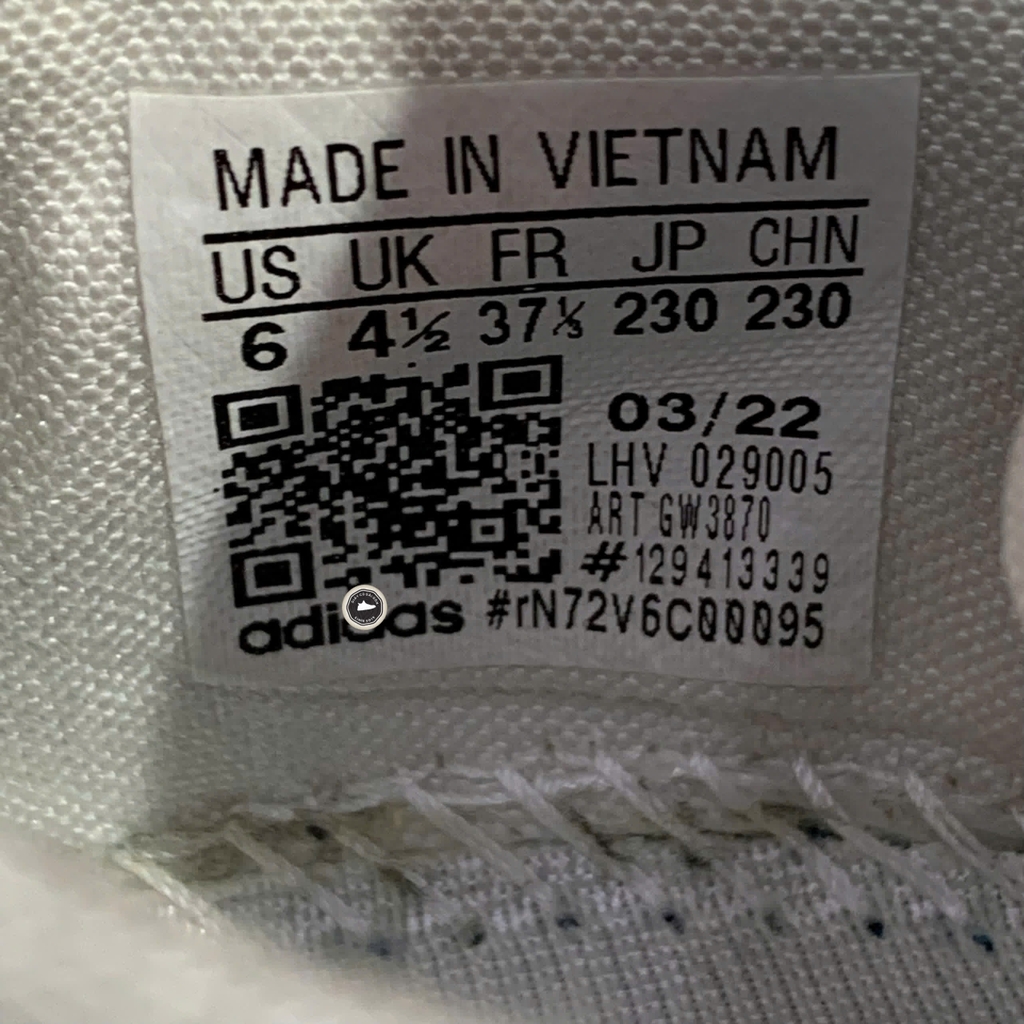 MADE IN VIETNAM
US UK FR JP CHN
6 4½ 37⅓ 230 230
03/22
LHV 029005
ART GW3870
#129413339
adidas #rN72V6C00095